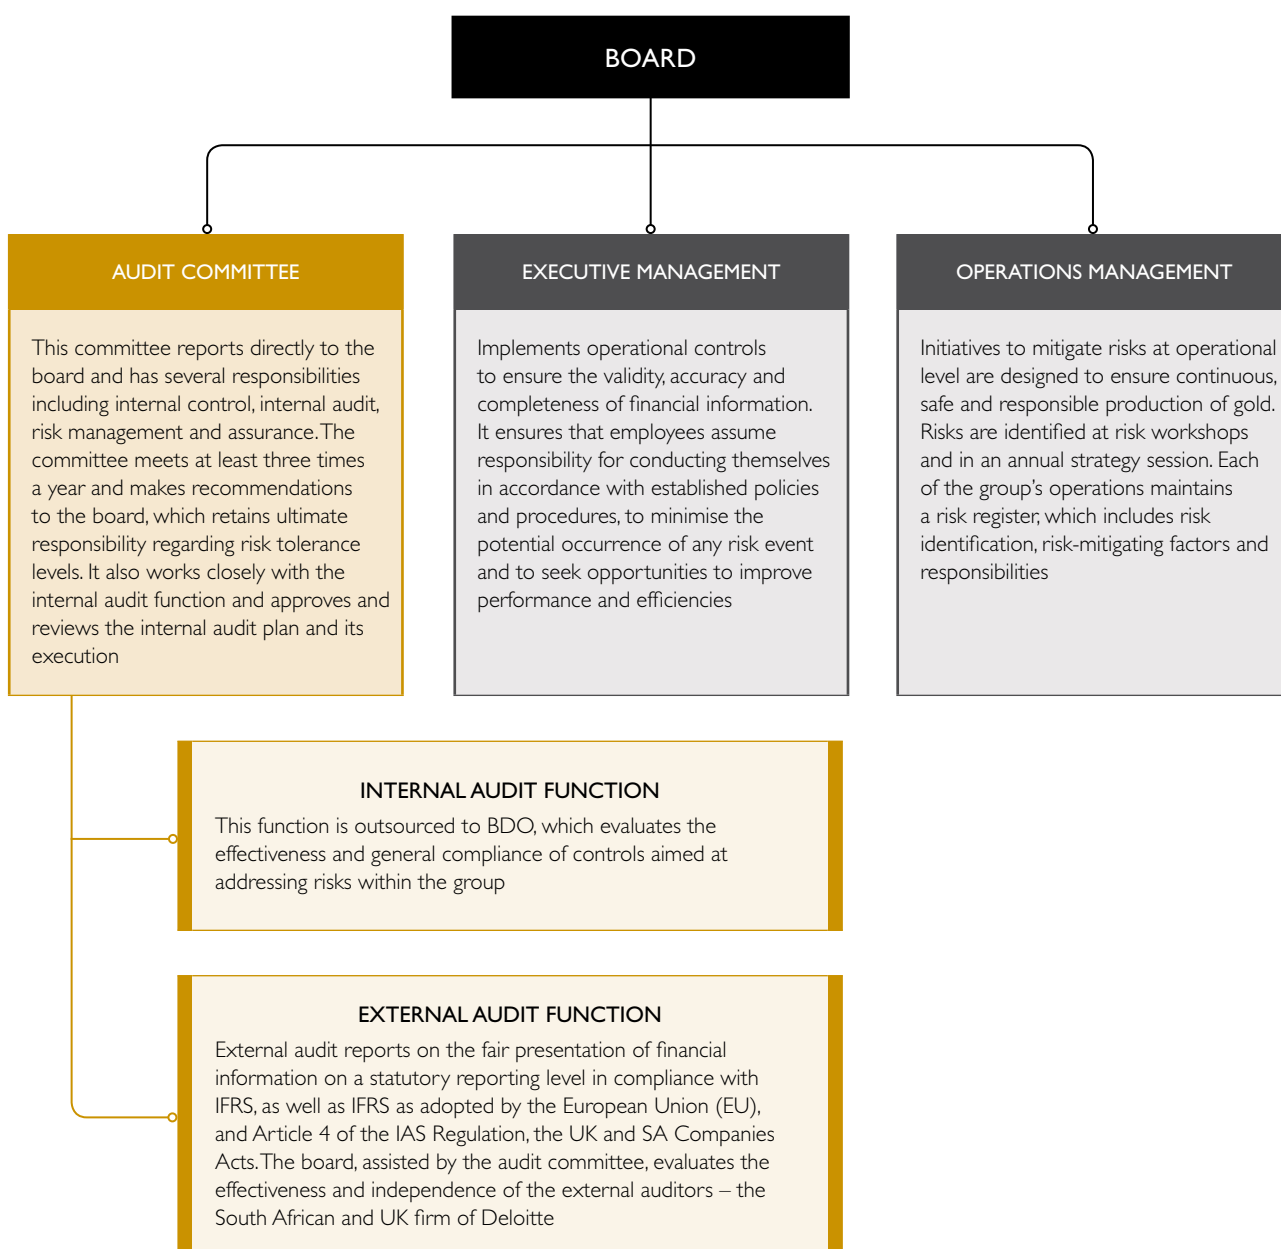 BOARD
AUDIT COMMITTEE
This committee reports directly to the
board and has several responsibilities
including internal control, internal audit,
risk management and assurance. The
committee meets at least three times
a year and makes recommendations
to the board, which retains ultimate
responsibility regarding risk tolerance
levels. It also works closely with the
internal audit function and approves and
reviews the internal audit plan and its
execution
EXECUTIVE MANAGEMENT
Implements operational controls
to ensure the validity, accuracy and
completeness of financial information.
It ensures that employees assume
responsibility for conducting themselves
in accordance with established policies
and procedures, to minimise the
potential occurrence of any risk event
and to seek opportunities to improve
performance and efficiencies
OPERATIONS MANAGEMENT
Initiatives to mitigate risks at operational
level are designed to ensure continuous,
safe and responsible production of gold.
Risks are identified at risk workshops
and in an annual strategy session. Each
of the group's operations maintains
a risk register, which includes risk
identification, risk-mitigating factors and
responsibilities
INTERNAL AUDIT FUNCTION
This function is outsourced to BDO, which evaluates the
effectiveness and general compliance of controls aimed at
addressing risks within the group
EXTERNAL AUDIT FUNCTION
External audit reports on the fair presentation of financial
information on a statutory reporting level in compliance with
IFRS, as well as IFRS as adopted by the European Union (EU),
and Article 4 of the IAS Regulation, the UK and SA Companies
Acts. The board, assisted by the audit committee, evaluates the
effectiveness and independence of the external auditors – the
South African and UK firm of Deloitte